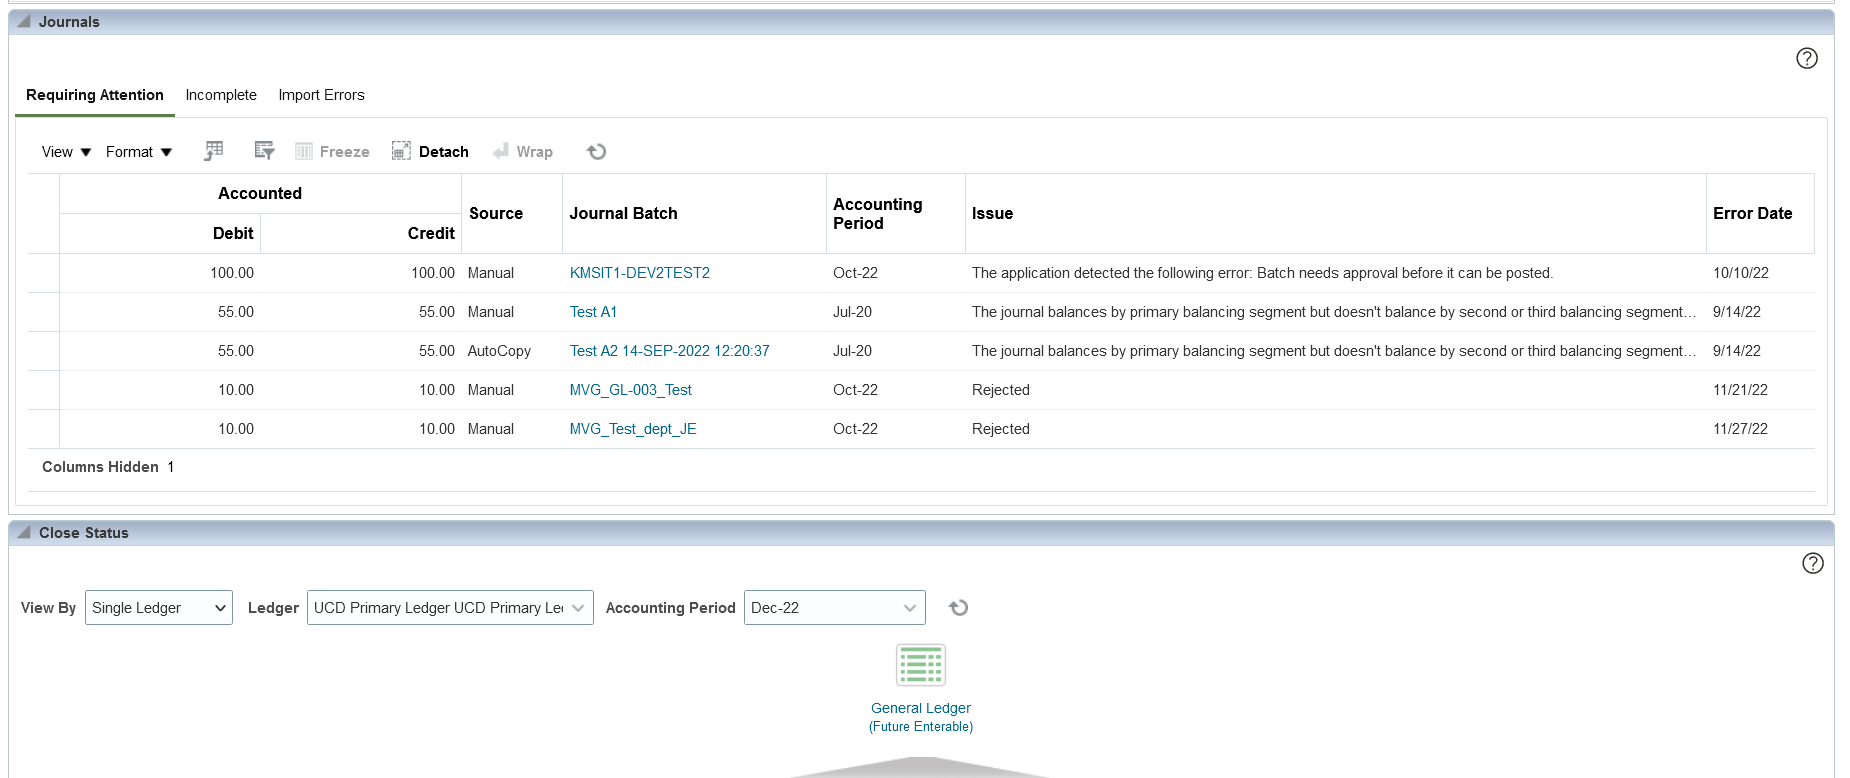 Journals
?
Requiring Attention Incomplete Import Errors
View Format Freeze Detach Wrap
Accounted
Source Journal Batch Accounting Period Issue Error Date
Debit Credit
100.00 100.00 Manual KMSIT1-DEV2TEST2 Oct-22 The application detected the following error: Batch needs approval before it can be posted. 10/10/22
55.00 55.00 Manual Test A1 Jul-20 The journal balances by primary balancing segment but doesn't balance by second or third balancing segment... 9/14/22
55.00 55.00 AutoCopy Test A2 14-SEP-2022 12:20:37 Jul-20 The journal balances by primary balancing segment but doesn't balance by second or third balancing segment... 9/14/22
10.00 10.00 Manual MVG_GL-003_Test Oct-22 Rejected 11/21/22
10.00 10.00 Manual MVG_Test_dept_JE Oct-22 Rejected 11/27/22
Columns Hidden 1
Close Status
?
View By Single Ledger Ledger UCD Primary Ledger UCD Primary Le Accounting Period Dec-22
General Ledger
(Future Enterable)